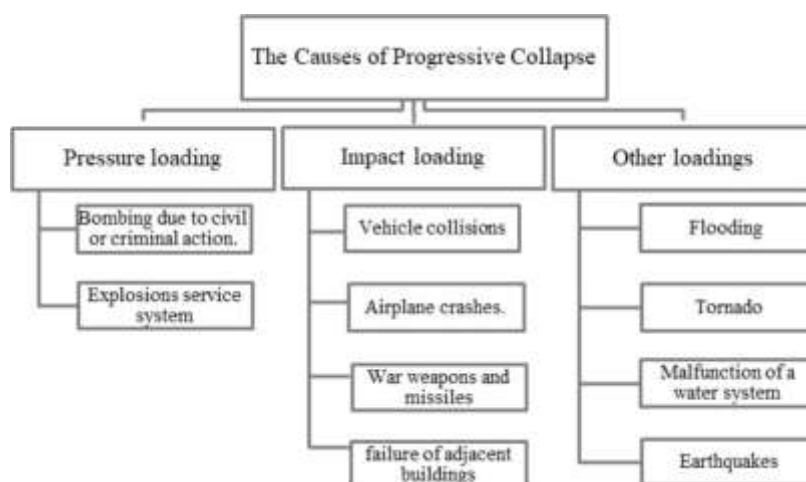 The Causes of Progressive Collapse
Pressure loading
Bombing due to civil
or criminal action.
Explosions service
system
Impact loading
Vehicle collisions
Airplane crashes.
War weapons and
missiles
failure of adjacent
buildings
Other loadings
Flooding
Tornado
Malfunction of a
water system
Earthquakes